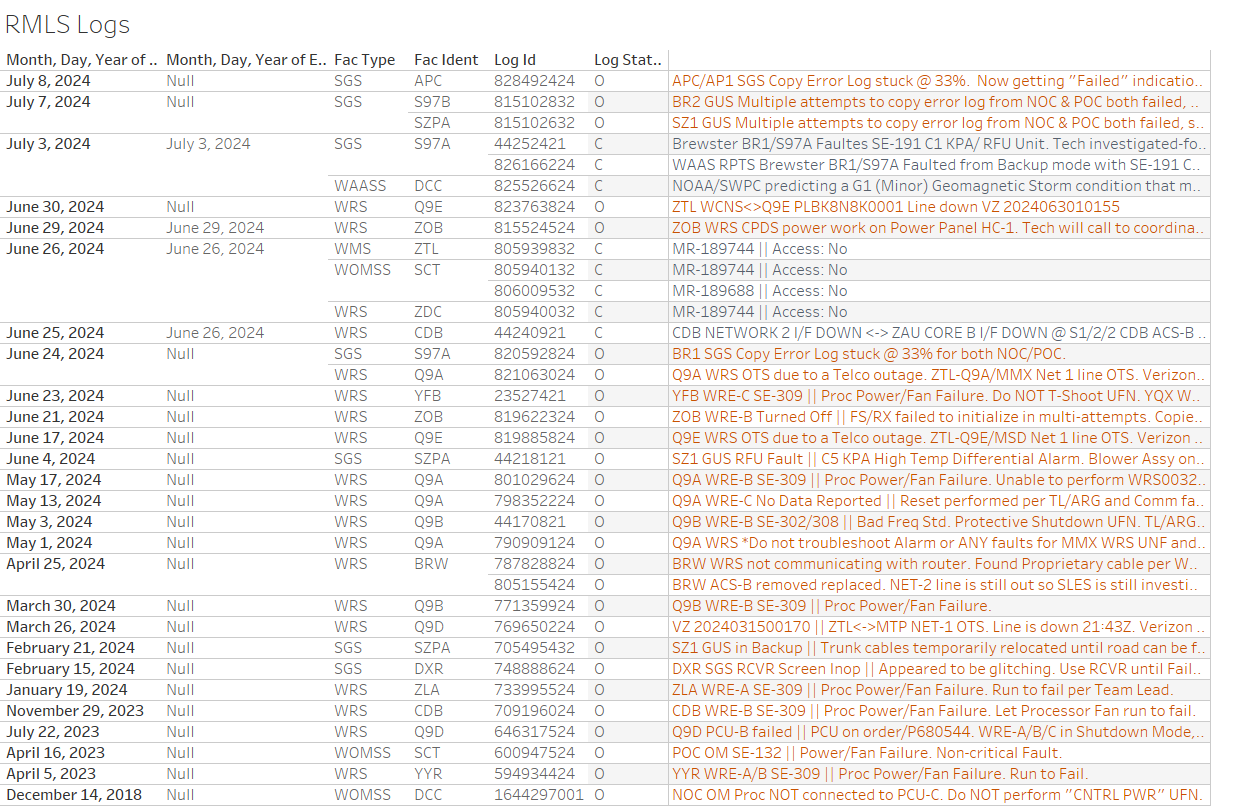 RMLS Logs
Month, Day, Year of .. Month, Day, Year of E.. Fac Type Fac Ident Log Id Log Stat..
July 8, 2024 Null SGS APC 828492424 O APC/AP1 SGS Copy Error Log stuck @ 33%. Now getting "Failed" indicatio..
July 7, 2024 Null SGS S97B 815102832 O BR2 GUS Multiple attempts to copy error log from NOC & POC both failed, ..
SZPA 815102632 O SZ1 GUS Multiple attempts to copy error log from NOC & POC both failed, s..
July 3, 2024 July 3, 2024 SGS S97A 44252421 C Brewster BR1/S97A Faultes SE-191 C1 KPA/ RFU Unit. Tech investigated-fo..
826166224 C WAAS RPTS Brewster BR1/S97A Faulted from Backup mode with SE-191 C..
WAASS DCC 825526624 C NOAA/SWPC predicting a G1 (Minor) Geomagnetic Storm condition that m..
June 30, 2024 Null WRS Q9E 823763824 O ZTL WCNS<>Q9E PLBK8N8K0001 Line down VZ 2024063010155
June 29, 2024 June 29, 2024 WRS ZOB 815524524 O ZOB WRS CPDS power work on Power Panel HC-1. Tech will call to coordina..
June 26, 2024 June 26, 2024 WMS ZTL 805939832 C MR-189744 || Access: No
WOMSS SCT 805940132 C MR-189744 || Access: No
806009532 C MR-189688 || Access: No
WRS ZDC 805940032 C MR-189744 || Access: No
June 25, 2024 June 26, 2024 WRS CDB 44240921 C CDB NETWORK 2 I/F DOWN <-> ZAU CORE B I/F DOWN @ S1/2/2 CDB ACS-B ..
June 24, 2024 Null SGS S97A 820592824 O BR1 SGS Copy Error Log stuck @ 33% for both NOC/POC.
WRS Q9A 821063024 O Q9A WRS OTS due to a Telco outage. ZTL-Q9A/MMX Net 1 line OTS. Verizon..
June 23, 2024 Null WRS YFB 23527421 O YFB WRE-C SE-309 || Proc Power/Fan Failure. Do NOT T-Shoot UFN. YQX W..
June 21, 2024 Null WRS ZOB 819622324 O ZOB WRE-B Turned Off || FS/RX failed to initialize in multi-attempts. Copie..
June 17, 2024 Null WRS Q9E 819885824 O Q9E WRS OTS due to a Telco outage. ZTL-Q9E/MSD Net 1 line OTS. Verizon ..
June 4, 2024 Null SGS SZPA 44218121 O SZ1 GUS RFU Fault || C5 KPA High Temp Differential Alarm. Blower Assy on..
May 17, 2024 Null WRS Q9A 801029624 O Q9A WRE-B SE-309 || Proc Power/Fan Failure. Unable to perform WRS0032..
May 13, 2024 Null WRS Q9A 798352224 O Q9A WRE-C No Data Reported || Reset performed per TL/ARG and Comm fa..
May 3, 2024 Null WRS Q9B 44170821 O Q9B WRE-B SE-302/308 || Bad Freq Std. Protective Shutdown UFN. TL/ARG..
May 1, 2024 Null WRS Q9A 790909124 O Q9A WRS *Do not troubleshoot Alarm or ANY faults for MMX WRS UNF and..
April 25, 2024 Null WRS BRW 787828824 O BRW WRS not communicating with router. Found Proprietary cable per W..
805155424 O BRW ACS-B removed replaced. NET-2 line is still out so SLES is still investi..
March 30, 2024 Null WRS Q9B 771359924 O Q9B WRE-B SE-309 || Proc Power/Fan Failure.
March 26, 2024 Null WRS Q9D 769650224 O VZ 2024031500170 || ZTL<->MTP NET-1 OTS. Line is down 21:43Z. Verizon ..
February 21, 2024 Null SGS SZPA 705495432 O SZ1 GUS in Backup || Trunk cables temporarily relocated until road can be f..
February 15, 2024 Null SGS DXR 748888624 O DXR SGS RCVR Screen Inop || Appeared to be glitching. Use RCVR until Fail..
January 19, 2024 Null WRS ZLA 733995524 O ZLA WRE-A SE-309 || Proc Power/Fan Failure. Run to fail per Team Lead.
November 29, 2023 Null WRS CDB 709196024 O CDB WRE-B SE-309 || Proc Power/Fan Failure. Let Processor Fan run to fail.
July 22, 2023 Null WRS Q9D 646317524 O Q9D PCU-B failed || PCU on order/P680544. WRE-A/B/C in Shutdown Mode,..
April 16, 2023 Null WOMSS SCT 600947524 O POC OM SE-132 || Power/Fan Failure. Non-critical Fault.
April 5, 2023 Null WRS YYR 594934424 O YYR WRE-A/B SE-309 || Proc Power/Fan Failure. Run to Fail.
December 14, 2018 Null WOMSS DCC 1644297001 O NOC OM Proc NOT connected to PCU-C. Do NOT perform "CNTRL PWR" UFN.